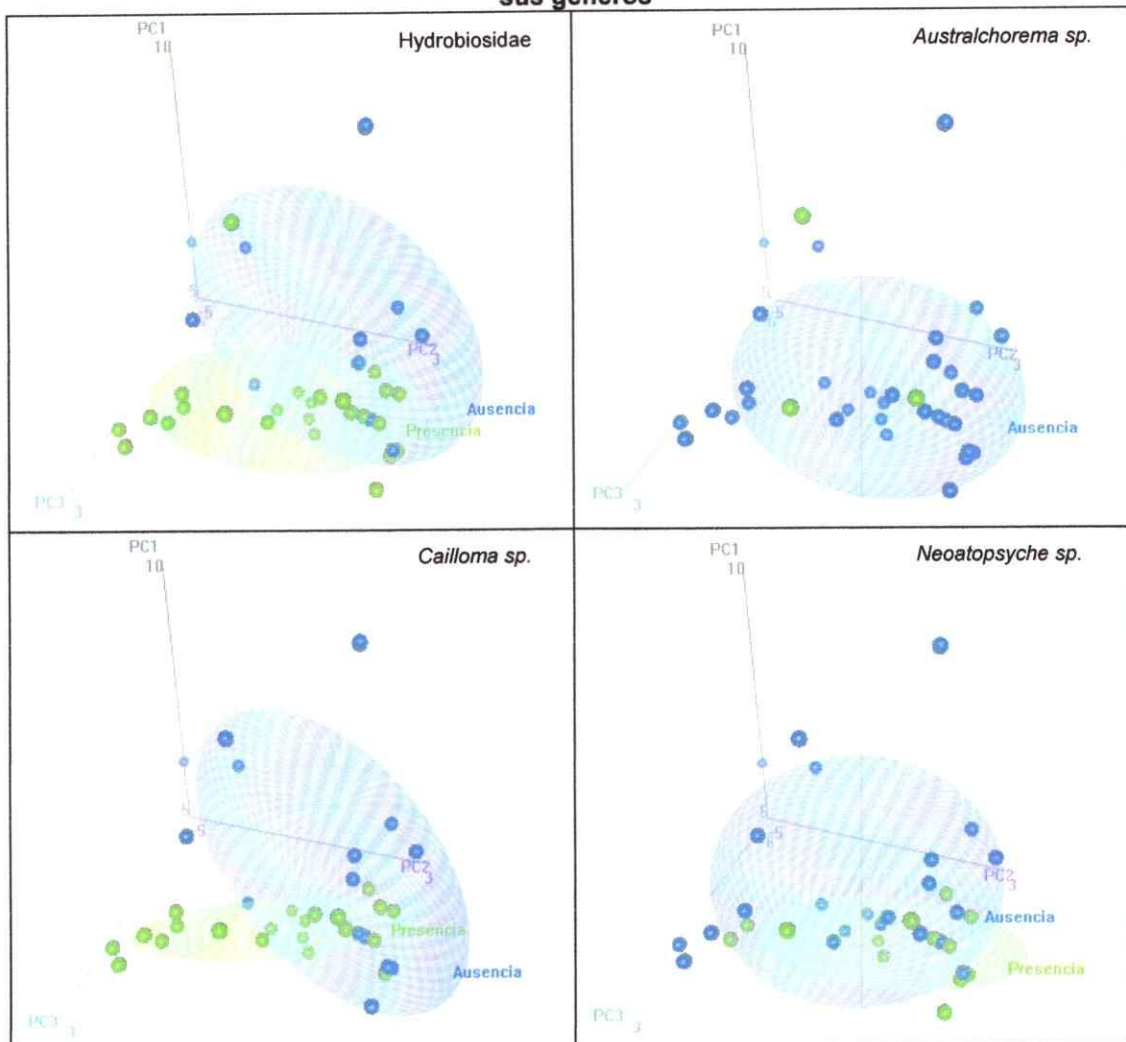 sus géneros
PC1
10
Hydrobiosidae
-5
PC2
3
Ausencia
Presencia
PC3 3
PC1
10
Australchorema sp.
5
-5
PC2
3
Ausencia
PC3 3
PC1
10
Cailloma sp.
-5
PC2
3
Presencia
Ausencia
PC3 3
PC1
10
Neoatopsyche sp.
-5
PC2
3
Ausencia
Presencia
PC3 3